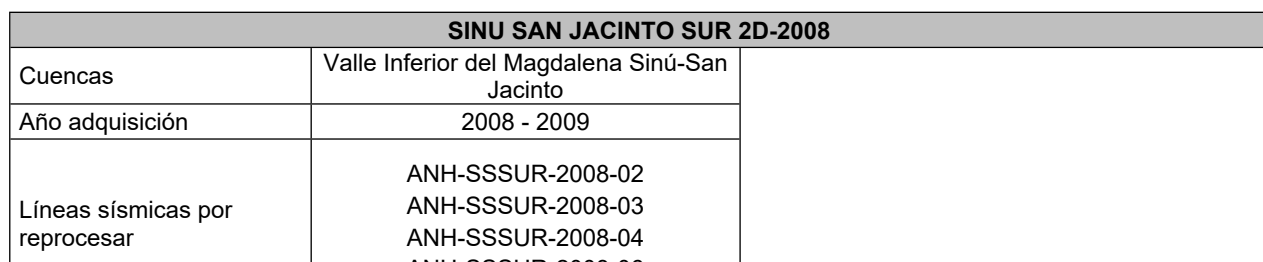 SINU SAN JACINTO SUR 2D-2008
Cuencas
Valle Inferior del Magdalena Sinú-San
Jacinto
Año adquisición
2008 - 2009
Líneas sísmicas por
reprocesar
ANH-SSSUR-2008-02
ANH-SSSUR-2008-03
ANH-SSSUR-2008-04